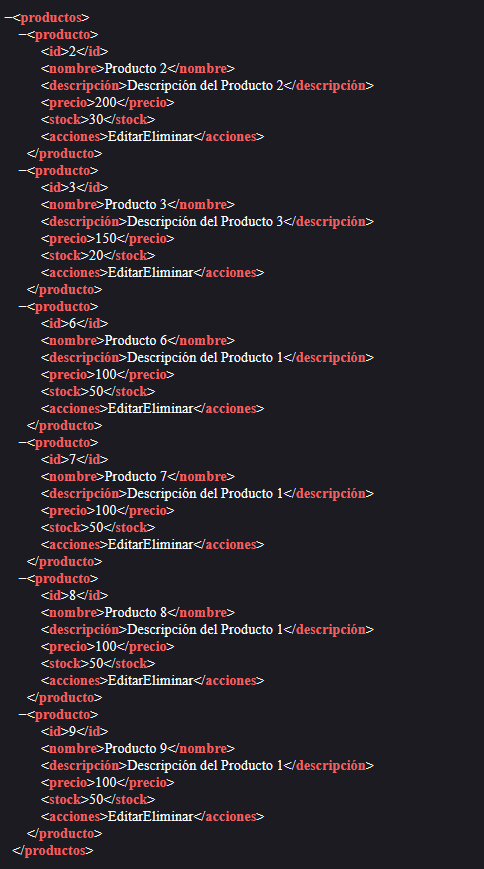 −<productos>
−<producto>
<id>2</id>
<nombre>Producto 2</nombre>
<descripción>Descripción del Producto 2</descripción>
<precio>200</precio>
<stock>30</stock>
<acciones>EditarEliminar</acciones>
</producto>
−<producto>
<id>3</id>
<nombre>Producto 3</nombre>
<descripción>Descripción del Producto 3</descripción>
<precio>150</precio>
<stock>20</stock>
<acciones>EditarEliminar</acciones>
</producto>
−<producto>
<id>6</id>
<nombre>Producto 6</nombre>
<descripción>Descripción del Producto 1</descripción>
<precio>100</precio>
<stock>50</stock>
<acciones>EditarEliminar</acciones>
</producto>
−<producto>
<id>7</id>
<nombre>Producto 7</nombre>
<descripción>Descripción del Producto 1</descripción>
<precio>100</precio>
<stock>50</stock>
<acciones>EditarEliminar</acciones>
</producto>
−<producto>
<id>8</id>
<nombre>Producto 8</nombre>
<descripción>Descripción del Producto 1</descripción>
<precio>100</precio>
<stock>50</stock>
<acciones>EditarEliminar</acciones>
</producto>
−<producto>
<id>9</id>
<nombre>Producto 9</nombre>
<descripción>Descripción del Producto 1</descripción>
<precio>100</precio>
<stock>50</stock>
<acciones>EditarEliminar</acciones>
</producto>
</productos>